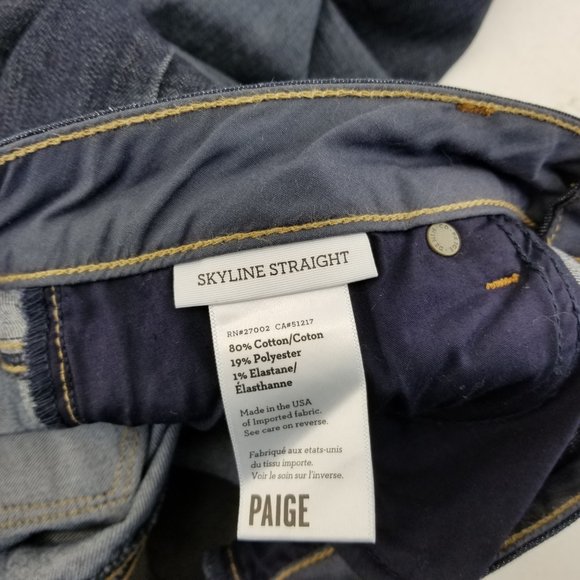 SKYLINE STRAIGHT
RN#27002 CA#51217
80% Cotton/Coton
19% Polyester
1% Elastane/
Élasthanne
Made in the USA
of Imported fabric.
See care on reverse.
Fabriqué aux etats-unis
du tissu importe.
Voir le soin sur l'inverse.
PAIGE